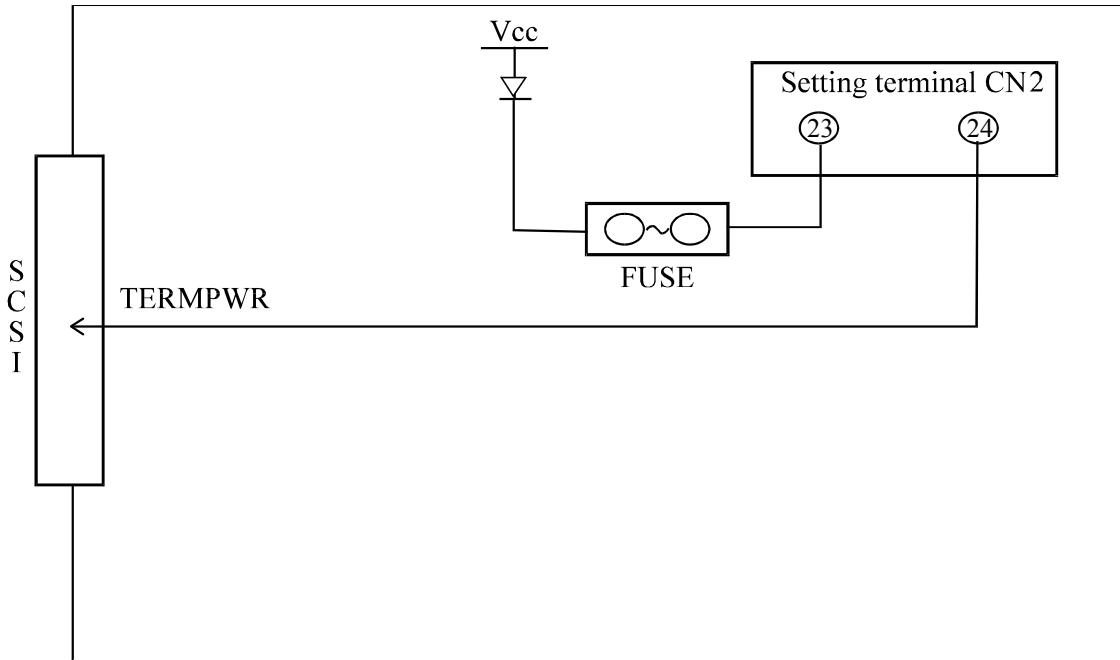 Vcc
Setting terminal CN2
23
24
FUSE
S
C
S
I
TERMPWR